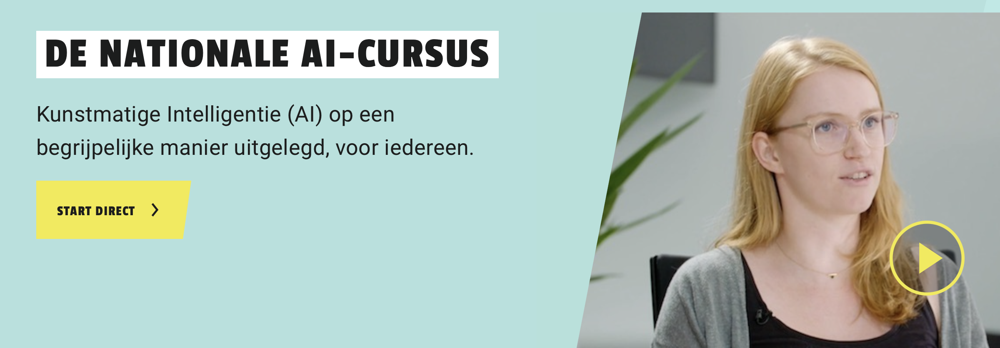 DE NATIONALE AI-CURSUS
Kunstmatige Intelligentie (AI) op een
begrijpelijke manier uitgelegd, voor iedereen.
START DIRECT